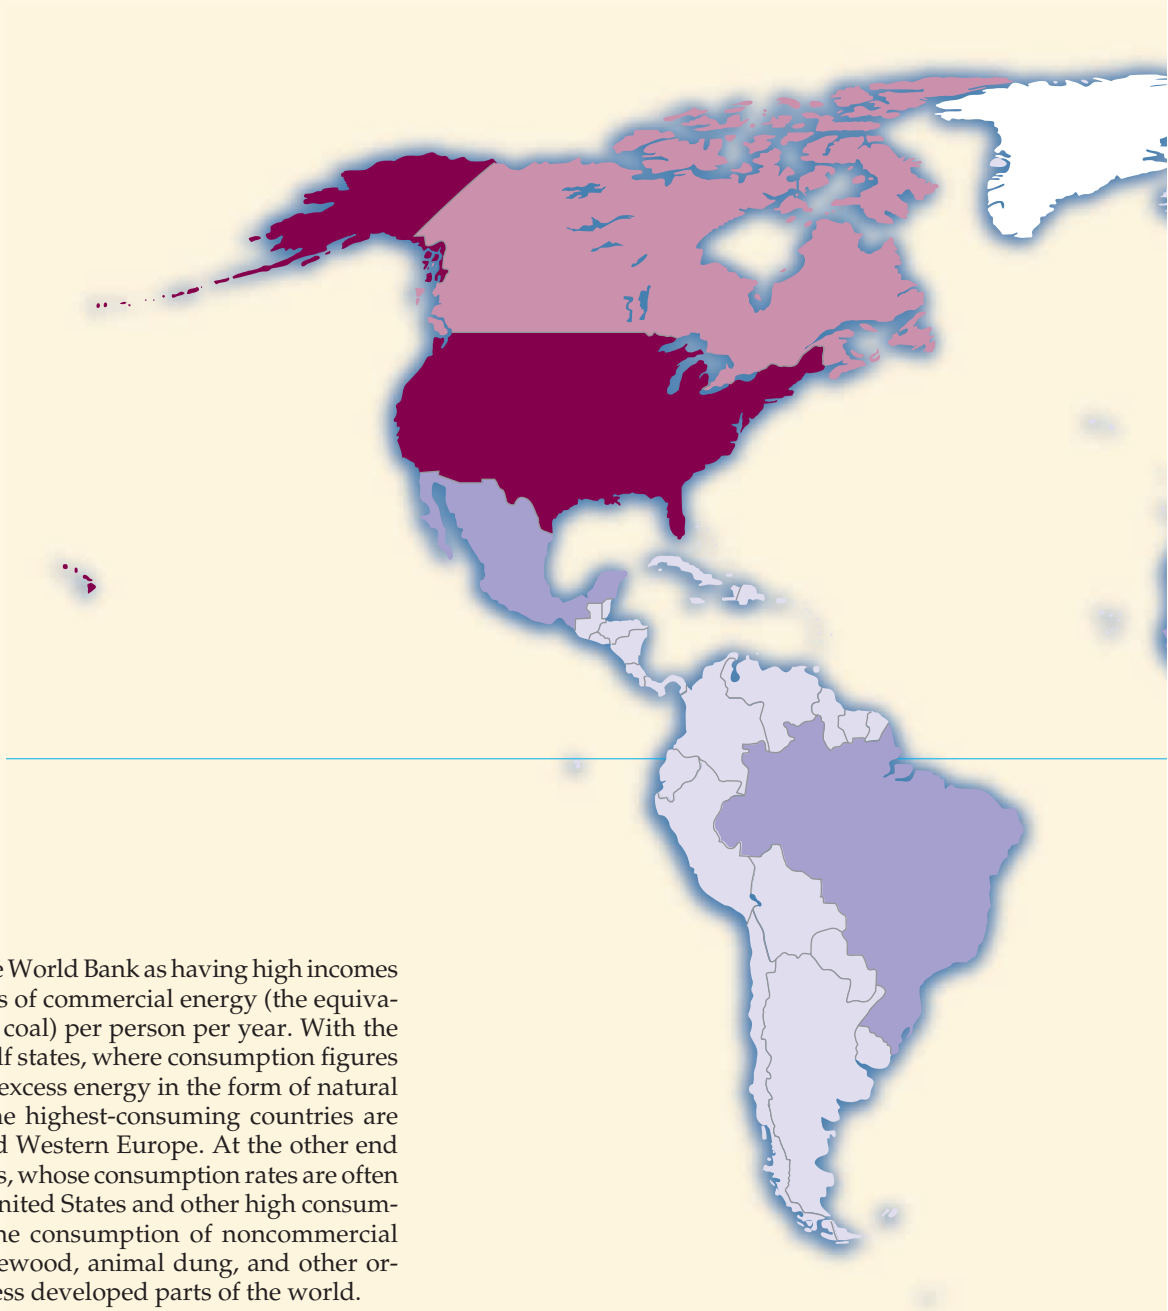 World Bank as having high incomes
s of commercial energy (the equiva-
coal) per person per year. With the
lf states, where consumption figures
excess energy in the form of natural
he highest-consuming countries are
d Western Europe. At the other end
s, whose consumption rates are often
nited States and other high consum-
he consumption of noncommercial
ewood, animal dung, and other or-
ess developed parts of the world.